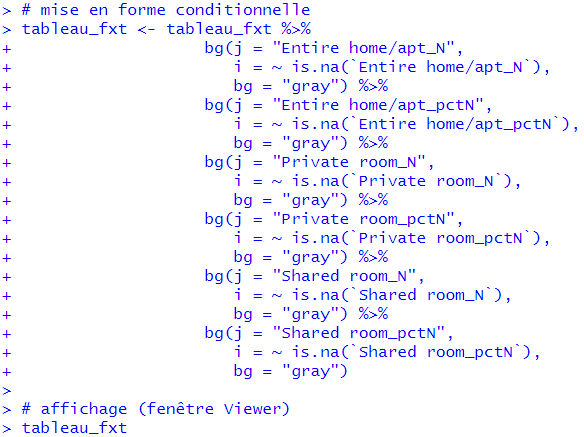 > # mise en forme conditionnelle
> tableau_fxt <- tableau_fxt %>%
+                     bg(j = "Entire home/apt_N",
+                        i = ~ is.na(`Entire home/apt_N`),
+                        bg = "gray") %>%
+                     bg(j = "Entire home/apt_pctN",
+                        i = ~ is.na(`Entire home/apt_pctN`),
+                        bg = "gray") %>%
+                     bg(j = "Private room_N",
+                        i = ~ is.na(`Private room_N`),
+                        bg = "gray") %>%
+                     bg(j = "Private room_pctN",
+                        i = ~ is.na(`Private room_pctN`),
+                        bg = "gray") %>%
+                     bg(j = "Shared room_N",
+                        i = ~ is.na(`Shared room_N`),
+                        bg = "gray") %>%
+                     bg(j = "Shared room_pctN",
+                        i = ~ is.na(`Shared room_pctN`),
+                        bg = "gray")
>
> # affichage (fenêtre Viewer)
> tableau_fxt